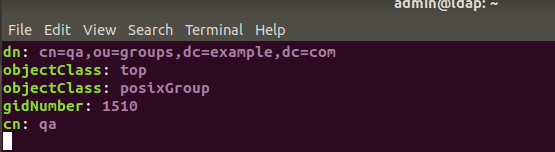 admin@ldap: ~
File Edit View Search Terminal Help
dn: cn=qa,ou=groups,dc=example,dc=com
objectClass: top
objectClass: posixGroup
gidNumber: 1510
cn: qa